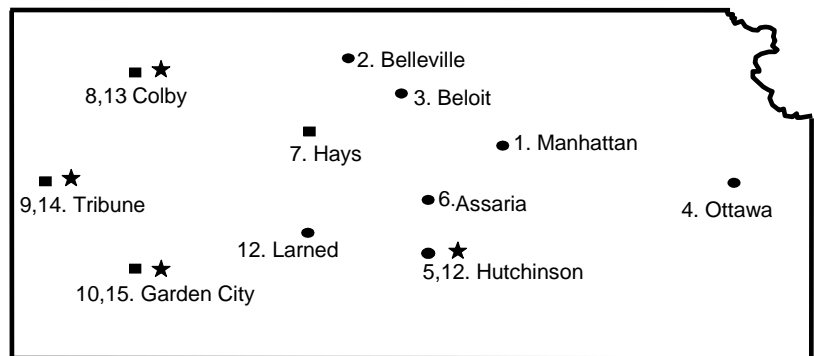 2. Belleville
8,13 Colby
3. Beloit
7. Hays
1. Manhattan
9,14. Tribune
6. Assaria
4. Ottawa
12. Larned
5,12. Hutchinson
10,15. Garden City